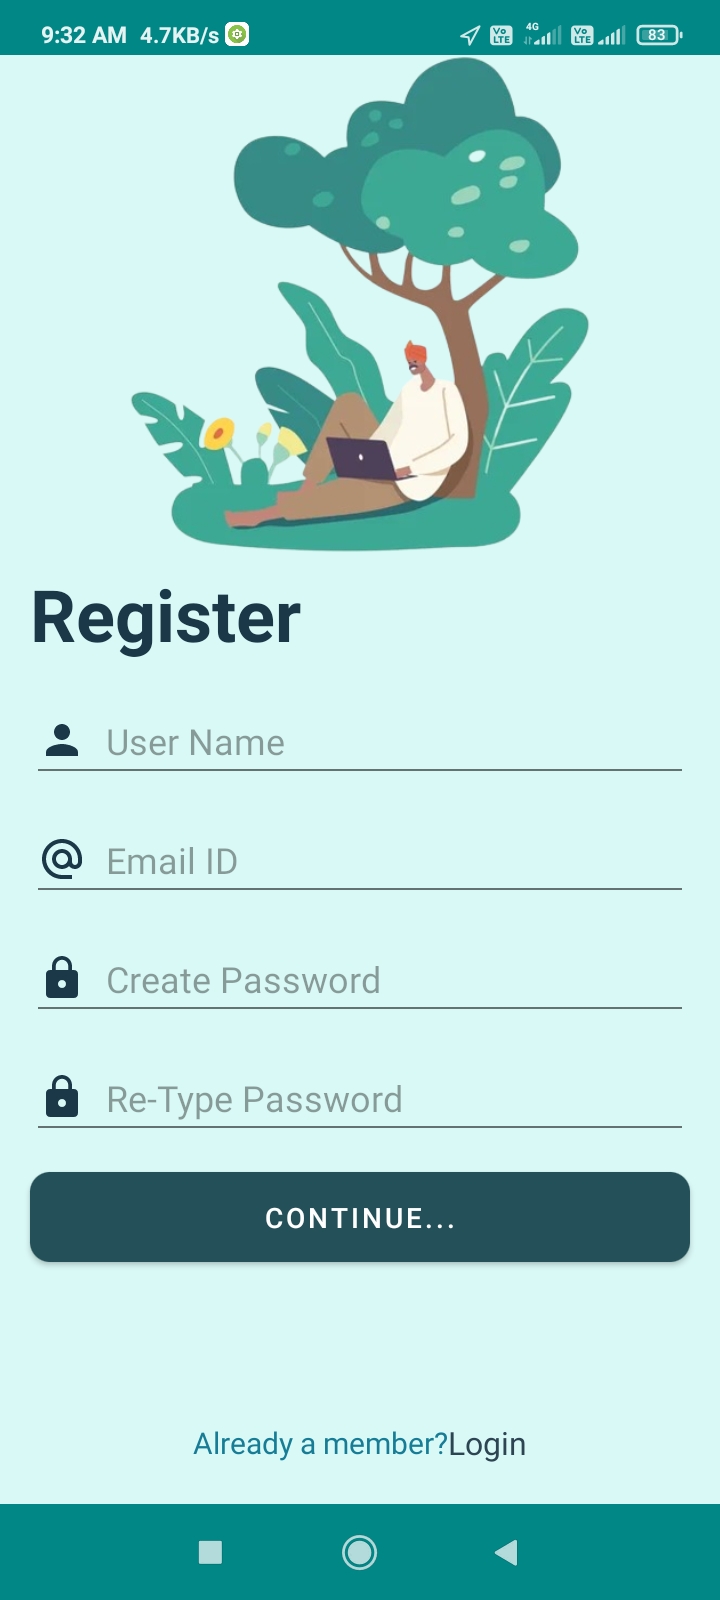 9:32 AM 4.7KB/s Vo LTE 4G Vo LTE 83
Register
User Name
Email ID
Create Password
Re-Type Password
CONTINUE...
Already a member?Login